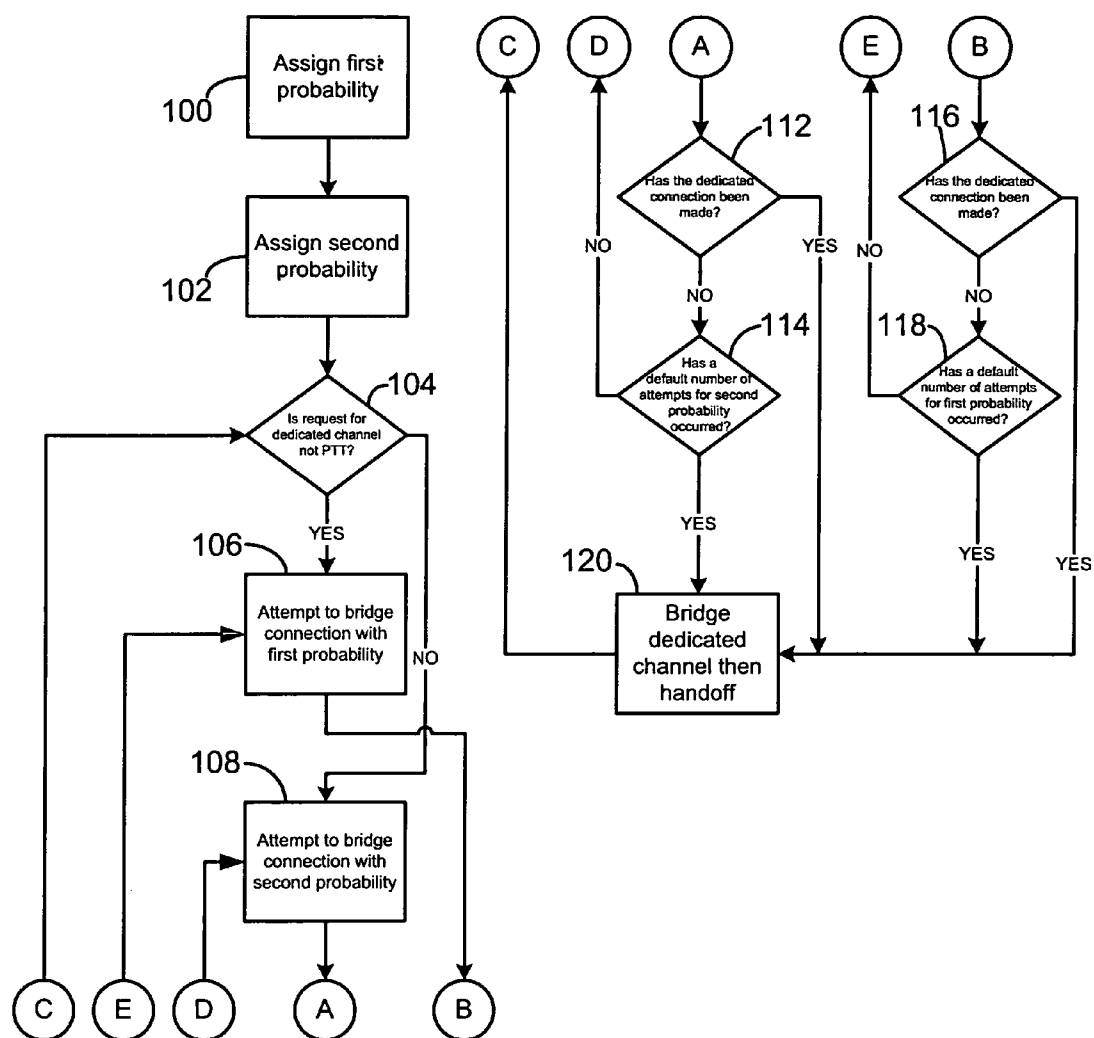 Assign first
probability
100
Assign second
probability
102
104
Is request for
dedicated channel
not PTT?
YES
NO
106
Attempt to bridge
connection with
first probability
108
Attempt to bridge
connection with
second probability
C
E
D
A
B
C
D
A
E
B
112
Has the dedicated
connection been
made?
NO
YES
NO
114
Has a
default number of
attempts for second
probability
occurred?
YES
116
Has the dedicated
connection been
made?
NO
NO
YES
118
Has a default
number of attempts
for first probability
occurred?
YES
120
Bridge
dedicated
channel then
handoff